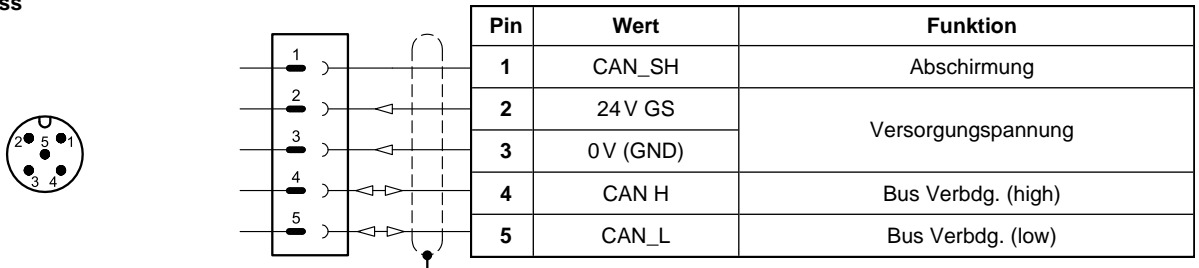 ss
Pin Wert Funktion
1 1 CAN_SH Abschirmung
2 2 24 V GS Versorgungspannung
3 3 0 V (GND)
4 4 CAN H Bus Verbdg. (high)
5 5 CAN_L Bus Verbdg. (low)
2 5 1
3 4